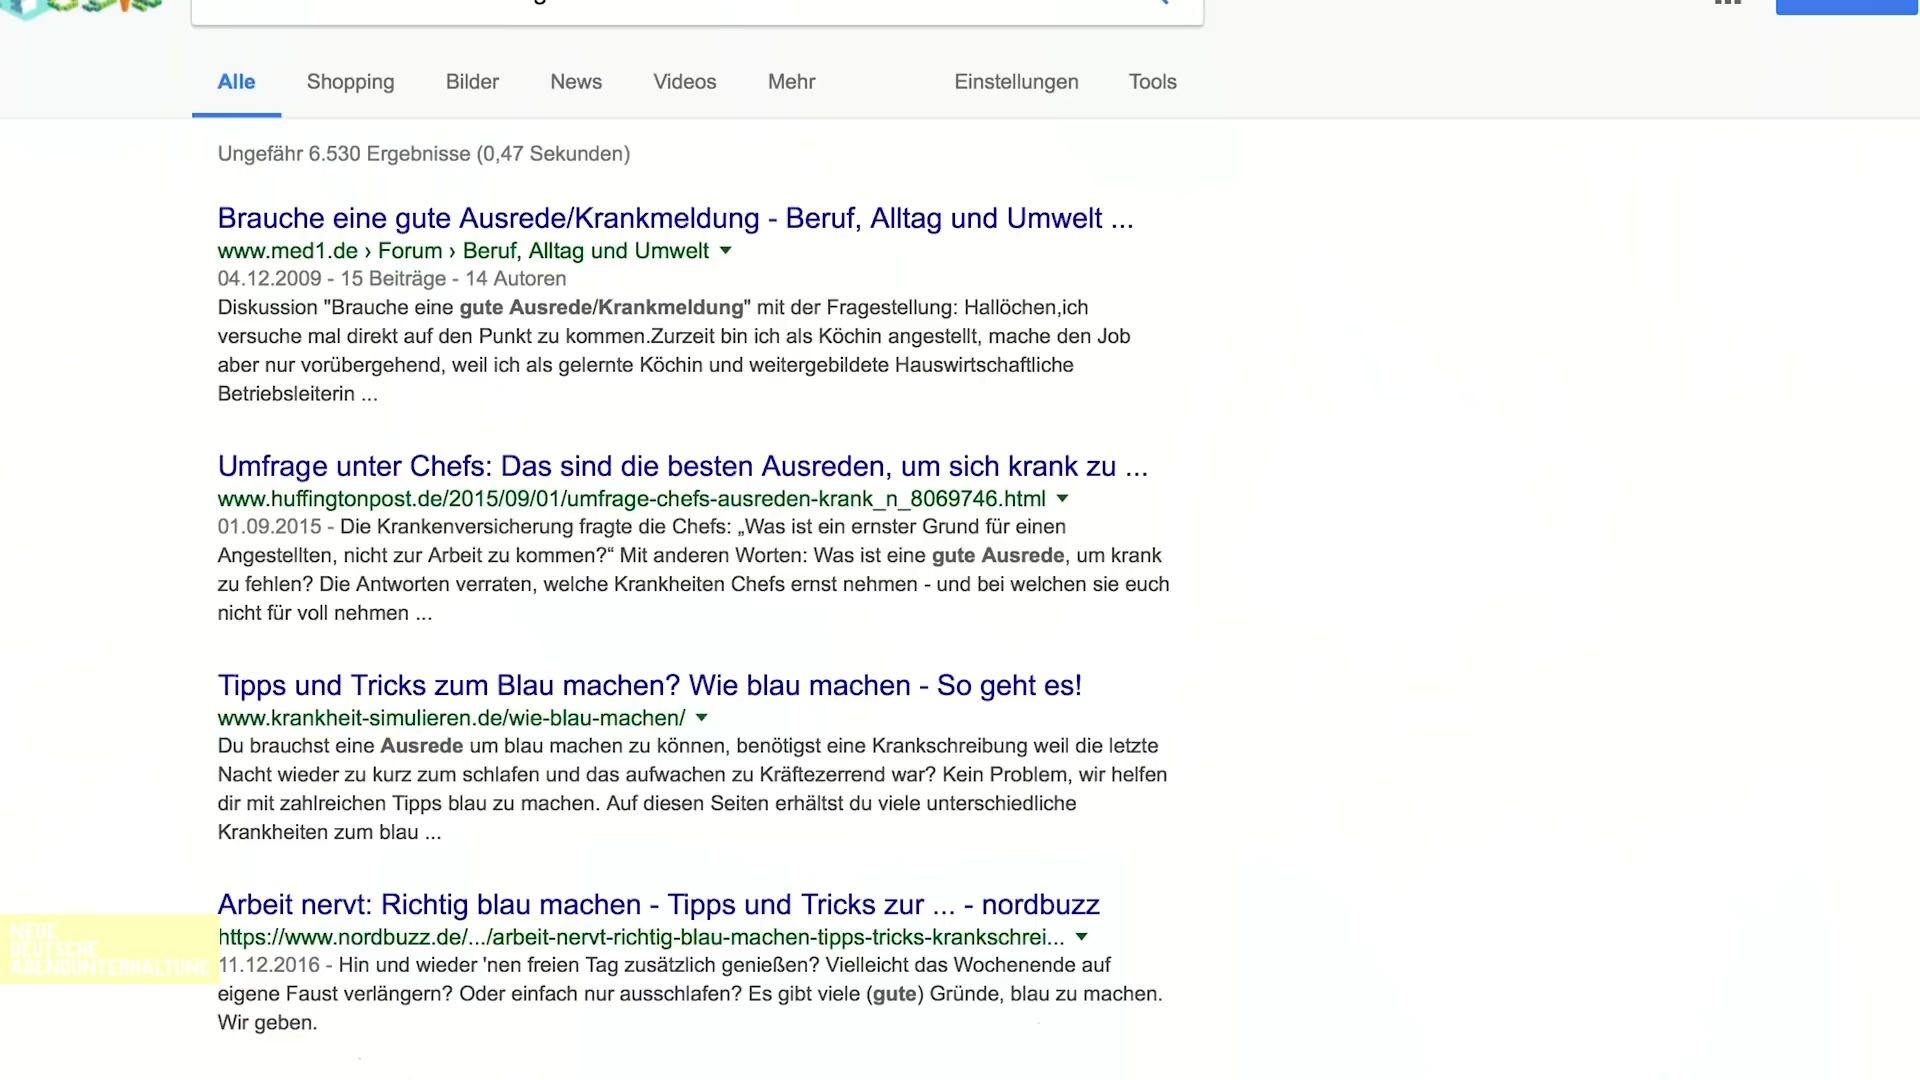 Alle Shopping Bilder News Videos Mehr Einstellungen Tools
Ungefähr 6.530 Ergebnisse (0,47 Sekunden)
Brauche eine gute Ausrede/Krankmeldung - Beruf, Alltag und Umwelt ...
www.med1.de › Forum › Beruf, Alltag und Umwelt
04.12.2009 - 15 Beiträge - 14 Autoren
Diskussion "Brauche eine gute Ausrede/Krankmeldung" mit der Fragestellung: Hallöchen,ich
versuche mal direkt auf den Punkt zu kommen.Zurzeit bin ich als Köchin angestellt, mache den Job
aber nur vorübergehend, weil ich als gelernte Köchin und weitergebildete Hauswirtschaftliche
Betriebsleiterin ...
Umfrage unter Chefs: Das sind die besten Ausreden, um sich krank zu ...
www.huffingtonpost.de/2015/09/01/umfrage-chefs-ausreden-krank_n_8069746.html
01.09.2015 - Die Krankenversicherung fragte die Chefs: „Was ist ein ernster Grund für einen
Angestellten, nicht zur Arbeit zu kommen?“ Mit anderen Worten: Was ist eine gute Ausrede, um krank
zu fehlen? Die Antworten verraten, welche Krankheiten Chefs ernst nehmen - und bei welchen sie euch
nicht für voll nehmen ...
Tipps und Tricks zum Blau machen? Wie blau machen - So geht es!
www.krankheit-simulieren.de/wie-blau-machen/
Du brauchst eine Ausrede um blau machen zu können, benötigst eine Krankschreibung weil die letzte
Nacht wieder zu kurz zum schlafen und das aufwachen zu Kräftezerrend war? Kein Problem, wir helfen
dir mit zahlreichen Tipps blau zu machen. Auf diesen Seiten erhältst du viele unterschiedliche
Krankheiten zum blau ...
Arbeit nervt: Richtig blau machen - Tipps und Tricks zur ... - nordbuzz
https://www.nordbuzz.de/.../arbeit-nervt-richtig-blau-machen-tipps-tricks-krankschrei...
11.12.2016 - Hin und wieder 'nen freien Tag zusätzlich genießen? Vielleicht das Wochenende auf
eigene Faust verlängern? Oder einfach nur ausschlafen? Es gibt viele (gute) Gründe, blau zu machen.
Wir geben.
NEUE
DEUTSCHE
ABENDUNTERHALTUNG